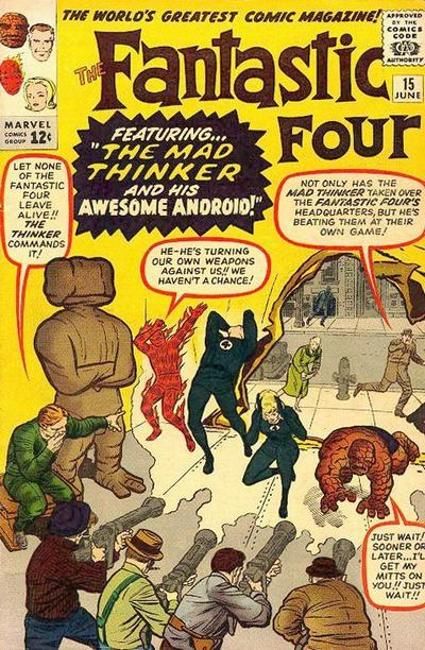 THE WORLD'S GREATEST COMIC MAGAZINE!
APPROVED
BY THE
COMICS
CODE
AUTHORITY
THE
Fantastic
FOUR
15
JUNE
MARVEL
COMICS
GROUP 12¢
FEATURING...
"THE MAD
THINKER
AND HIS
AWESOME ANDROID!"
LET NONE
OF THE
FANTASTIC
FOUR
LEAVE
ALIVE!!
THE
THINKER
COMMANDS
IT!
HE-HE'S TURNING
OUR OWN WEAPONS
AGAINST US!! WE
HAVEN'T A CHANCE!
NOT ONLY HAS THE
MAD THINKER TAKEN OVER
THE FANTASTIC FOUR'S
HEADQUARTERS, BUT HE'S
BEATING THEM AT THEIR
OWN GAME!
4
JUST WAIT!
SOONER OR
LATER...I'LL
GET MY
MITTS ON
YOU!! JUST
WAIT!!